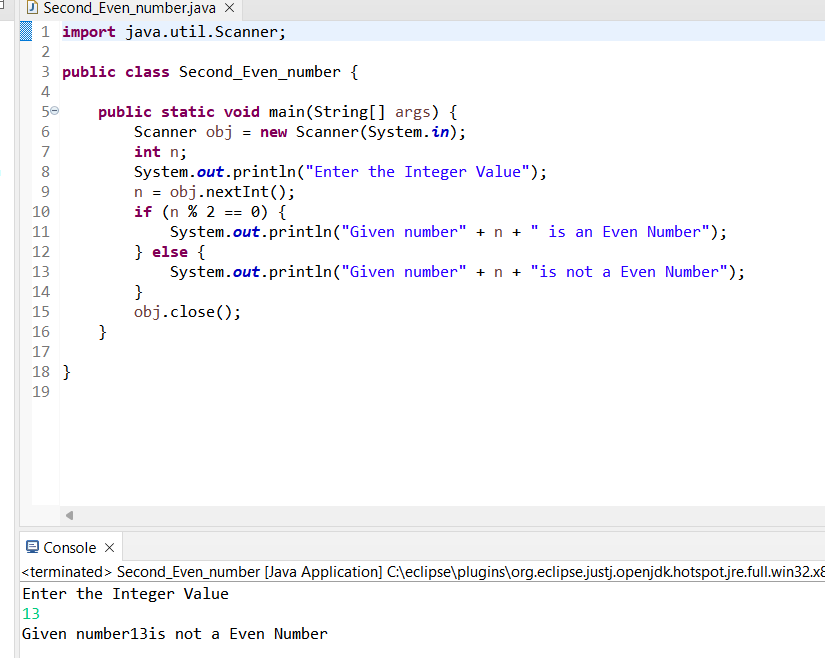 Second_Even_number.java
1 import java.util.Scanner;
2
3 public class Second_Even_number {
4
5 public static void main(String[] args) {
6 Scanner obj = new Scanner(System.in);
7 int n;
8 System.out.println("Enter the Integer Value");
9 n = obj.nextInt();
10 if (n % 2 == 0) {
11 System.out.println("Given number" + n + " is an Even Number");
12 } else {
13 System.out.println("Given number" + n + "is not a Even Number");
14 }
15 obj.close();
16 }
17
18 }
19
Console
<terminated> Second_Even_number [Java Application] C:\eclipse\plugins\org.eclipse.justj.openjdk.hotspot.jre.full.win32.x8
Enter the Integer Value
13
Given number13is not a Even Number